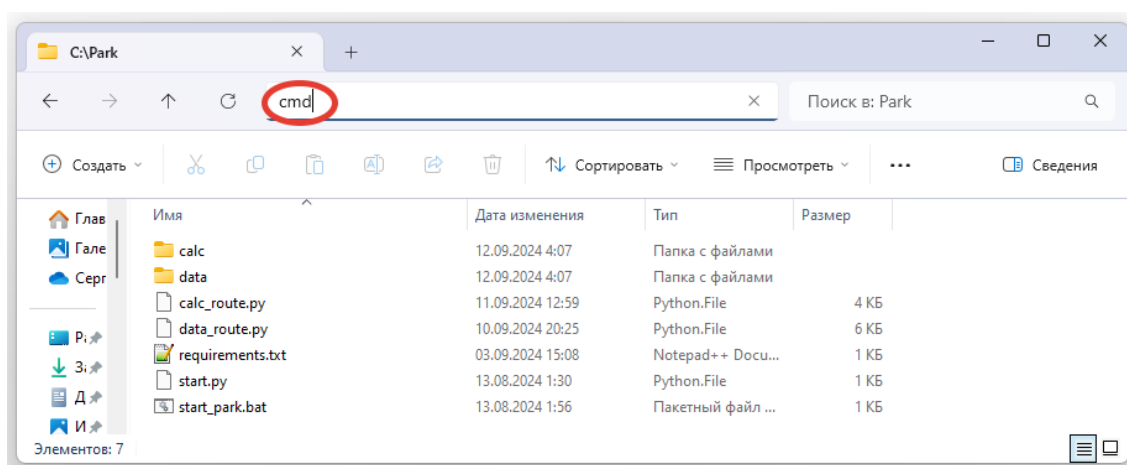 C:\Park
cmd
Поиск в: Park
Создать
Сортировать
Просмотреть
Сведения
Имя Дата изменения Тип Размер
Глав
Гале
Серг
calc 12.09.2024 4:07 Папка с файлами
data 12.09.2024 4:07 Папка с файлами
calc_route.py 11.09.2024 12:59 Python.File 4 КБ
data_route.py 10.09.2024 20:25 Python.File 6 КБ
requirements.txt 03.09.2024 15:08 Notepad++ Docu... 1 КБ
start.py 13.08.2024 1:30 Python.File 1 КБ
start_park.bat 13.08.2024 1:56 Пакетный файл ... 1 КБ
Элементов: 7